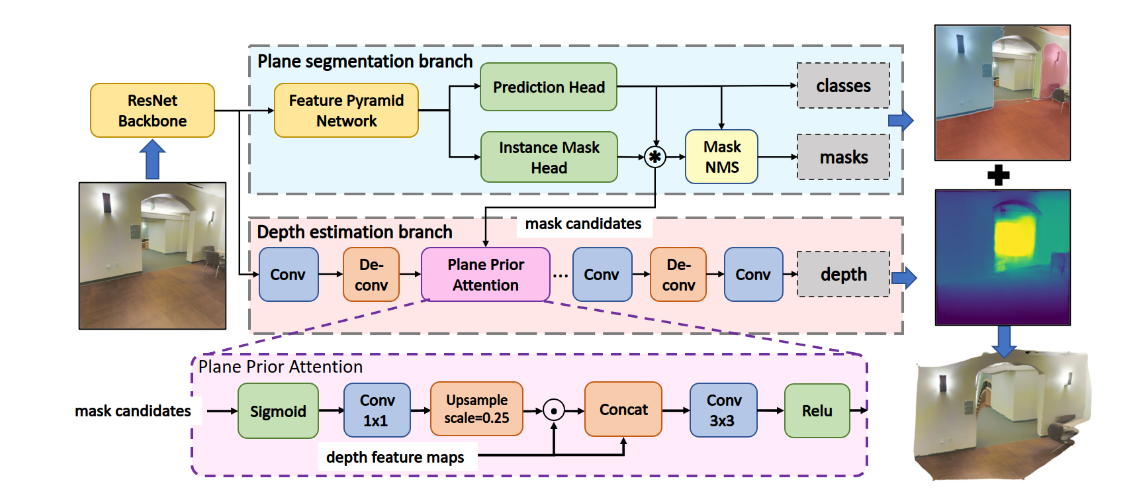 Plane segmentation branch
ResNet
Backbone
Feature Pyramid
Network
Prediction Head
classes
Instance Mask
Head
*
Mask
NMS
masks
mask candidates
Depth estimation branch
Conv
De-
conv
Plane Prior
Attention
...
Conv
De-
conv
Conv
depth
Plane Prior Attention
mask candidates
Sigmoid
Conv
1x1
Upsample
scale=0.25
Concat
Conv
3x3
Relu
depth feature maps